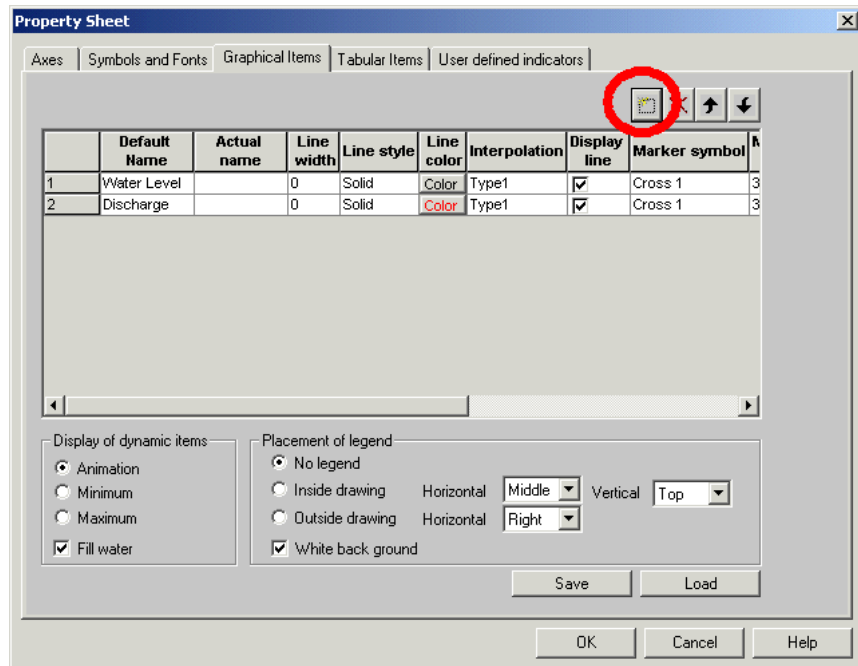 Property Sheet
Axes Symbols and Fonts Graphical Items Tabular Items User defined indicators
Default Name Actual name Line width Line style Line color Interpolation Display line Marker symbol
1 Water Level 0 Solid Color Type1 Cross 1 3
2 Discharge 0 Solid Color Type1 Cross 1 3
Display of dynamic items
Animation
Minimum
Maximum
Fill water
Placement of legend
No legend
Inside drawing Horizontal Middle Vertical Top
Outside drawing Horizontal Right
White back ground
Save Load
OK Cancel Help